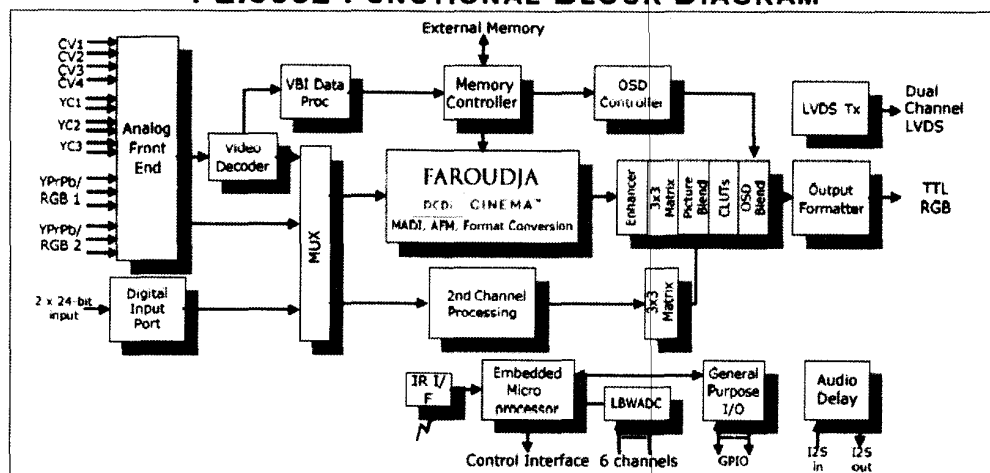 FUNCTIONAL BLOCK DIAGRAM
External Memory
CV1
CV2
CV3
CV4
YC1
YC2
YC3
YPrPb/
RGB 1
YPrPb/
RGB 2
Analog
Front
End
VBI Data
Proc
Memory
Controller
OSD
Controller
LVDS Tx
Dual
Channel
LVDS
Video
Decoder
MUX
FAROUDJA
DCDi CINEMA™
MADI, AFM, Format Conversion
Enhancer
3x3
Matrix
Picture
Blend
CLUTs
OSD
Blend
Output
Formatter
TTL
RGB
2 x 24-bit
input
Digital
Input
Port
2nd Channel
Processing
3x3
Matrix
IR I/
F
Embedded
Micro
processor
LBWADC
General
Purpose
I/O
Audio
Delay
Control Interface
6 channels
GPIO
I2S
in
I2S
out